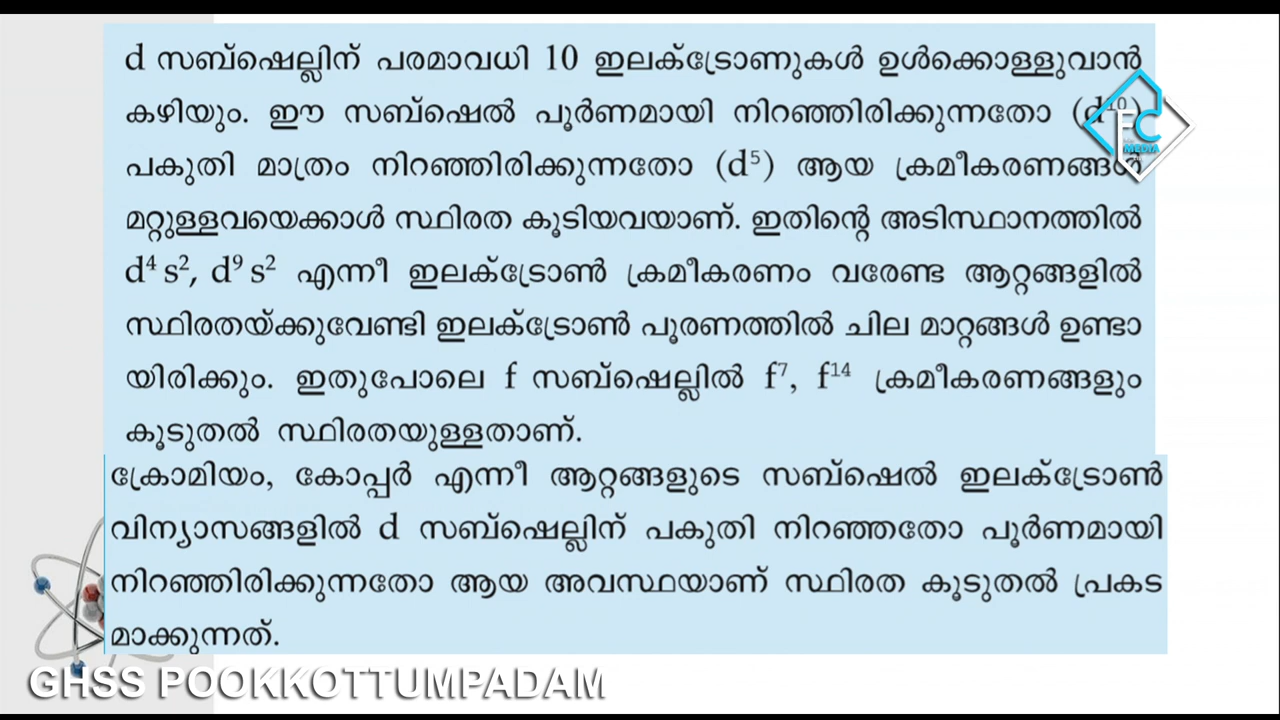 d സബ്ഷെല്ലിന് പരമാവധി 10 ഇലക്ട്രോണുകൾ ഉൾക്കൊള്ളുവാൻ
കഴിയും. ഈ സബ്ഷെൽ പൂർണമായി നിറഞ്ഞിരിക്കുന്നതോ (d¹⁰)
പകുതി മാത്രം നിറഞ്ഞിരിക്കുന്നതോ (d⁵) ആയ ക്രമീകരണങ്ങൾ
മറ്റുള്ളവയെക്കാൾ സ്ഥിരത കൂടിയവയാണ്. ഇതിന്റെ അടിസ്ഥാനത്തിൽ
d⁴ s², d⁹ s² എന്നീ ഇലക്ട്രോൺ ക്രമീകരണം വരേണ്ട ആറ്റങ്ങളിൽ
സ്ഥിരതയ്ക്കുവേണ്ടി ഇലക്ട്രോൺ പൂരണത്തിൽ ചില മാറ്റങ്ങൾ ഉണ്ടാ
യിരിക്കും. ഇതുപോലെ f സബ്ഷെല്ലിൽ f⁷, f¹⁴ ക്രമീകരണങ്ങളും
കൂടുതൽ സ്ഥിരതയുള്ളതാണ്.
ക്രോമിയം, കോപ്പർ എന്നീ ആറ്റങ്ങളുടെ സബ്ഷെൽ ഇലക്ട്രോൺ
വിന്യാസങ്ങളിൽ d സബ്ഷെല്ലിന് പകുതി നിറഞ്ഞതോ പൂർണമായി
നിറഞ്ഞിരിക്കുന്നതോ ആയ അവസ്ഥയാണ് സ്ഥിരത കൂടുതൽ പ്രകട
മാക്കുന്നത്.
FC
MEDIA
GHSS POOKKOTTUMPADAM